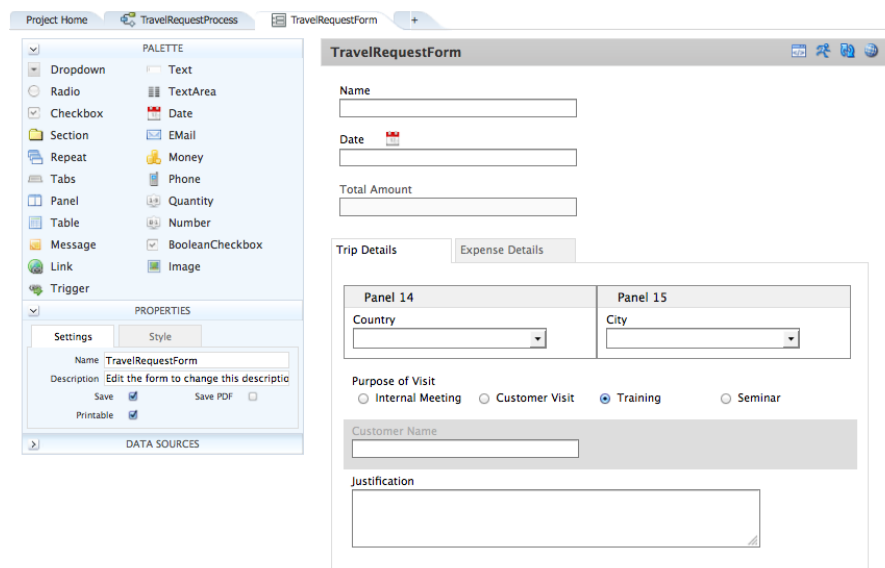 Project Home TravelRequestProcess TravelRequestForm +
PALETTE
Dropdown Text
Radio TextArea
Checkbox Date
Section EMail
Repeat Money
Tabs Phone
Panel Quantity
Table Number
Message BooleanCheckbox
Link Image
Trigger
PROPERTIES
Settings Style
Name TravelRequestForm
Description Edit the form to change this descriptio
Save Save PDF
Printable
DATA SOURCES
TravelRequestForm
Name
Date
Total Amount
Trip Details Expense Details
Panel 14 Panel 15
Country City
Purpose of Visit
Internal Meeting Customer Visit Training Seminar
Customer Name
Justification